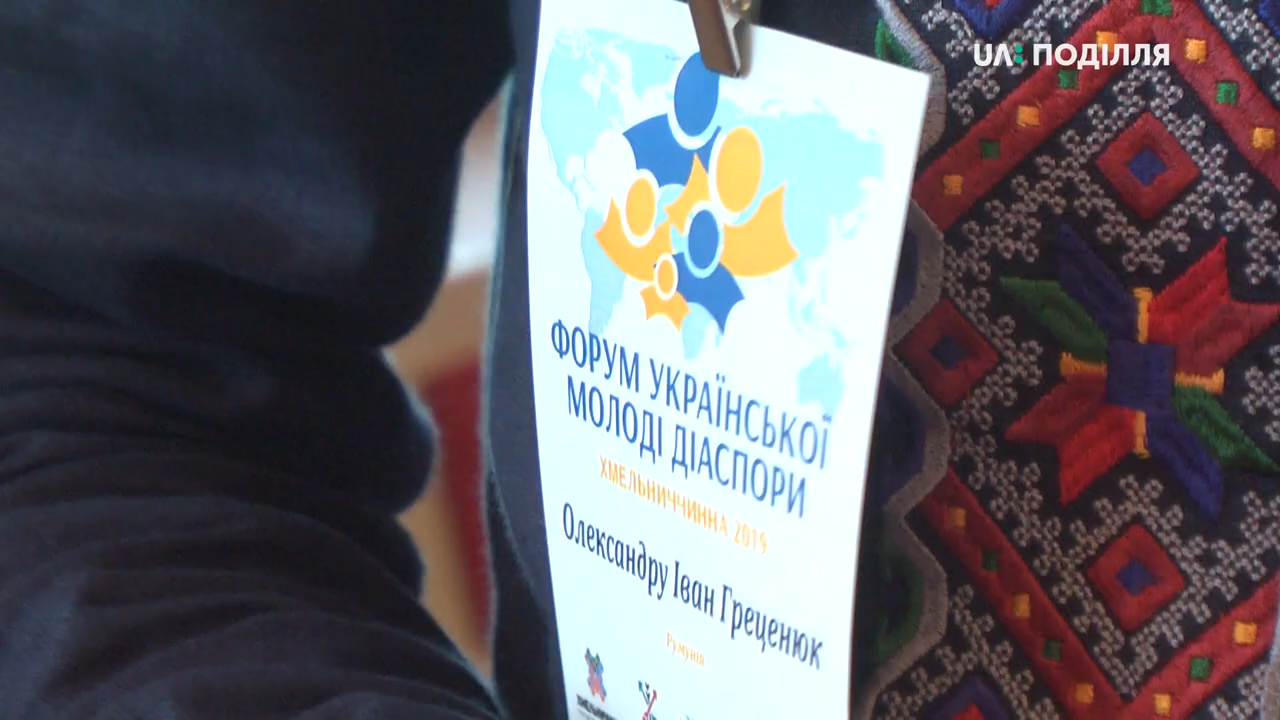 UA: ПОДІЛЛЯ
ФОРУМ УКРАЇНСЬКОЇ
МОЛОДІ ДІАСПОРИ
ХМЕЛЬНИЧЧИННА 2019
Олександру Іван Греценюк
Румунія